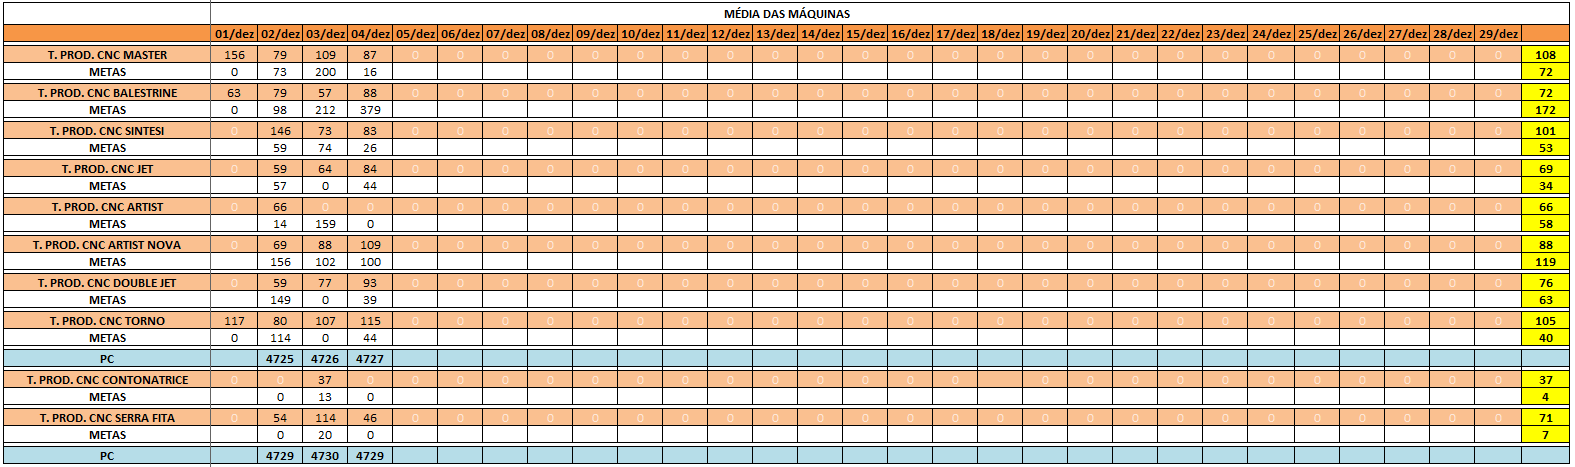 MÉDIA DAS MÁQUINAS
01/dez 02/dez 03/dez 04/dez 05/dez 06/dez 07/dez 08/dez 09/dez 10/dez 11/dez 12/dez 13/dez 14/dez 15/dez 16/dez 17/dez 18/dez 19/dez 20/dez 21/dez 22/dez 23/dez 24/dez 25/dez 26/dez 27/dez 28/dez 29/dez
T. PROD. CNC MASTER 156 79 109 87 0 0 0 0 0 0 0 0 0 0 0 0 0 0 0 0 0 0 0 0 0 0 0 0 0 108
METAS 0 73 200 16 72
T. PROD. CNC BALESTRINE 63 79 57 88 0 0 0 0 0 0 0 0 0 0 0 0 0 0 0 0 0 0 0 0 0 0 0 0 0 72
METAS 0 98 212 379 172
T. PROD. CNC SINTESI 0 146 73 83 0 0 0 0 0 0 0 0 0 0 0 0 0 0 0 0 0 0 0 0 0 0 0 0 0 101
METAS 59 74 26 53
T. PROD. CNC JET 0 59 64 84 0 0 0 0 0 0 0 0 0 0 0 0 0 0 0 0 0 0 0 0 0 0 0 0 0 69
METAS 57 0 44 34
T. PROD. CNC ARTIST 0 66 0 0 0 0 0 0 0 0 0 0 0 0 0 0 0 0 0 0 0 0 0 0 0 0 0 0 0 66
METAS 14 159 0 58
T. PROD. CNC ARTIST NOVA 0 69 88 109 0 0 0 0 0 0 0 0 0 0 0 0 0 0 0 0 0 0 0 0 0 0 0 0 0 88
METAS 156 102 100 119
T. PROD. CNC DOUBLE JET 0 59 77 93 0 0 0 0 0 0 0 0 0 0 0 0 0 0 0 0 0 0 0 0 0 0 0 0 0 76
METAS 149 0 39 63
T. PROD. CNC TORNO 117 80 107 115 0 0 0 0 0 0 0 0 0 0 0 0 0 0 0 0 0 0 0 0 0 0 0 0 0 105
METAS 0 114 0 44 40
PC 4725 4726 4727
T. PROD. CNC CONTONATRICE 0 0 37 0 0 0 0 0 0 0 0 0 0 0 0 0 0 0 0 0 0 0 0 0 0 0 0 0 37
METAS 0 13 0 4
T. PROD. CNC SERRA FITA 0 54 114 46 0 0 0 0 0 0 0 0 0 0 0 0 0 0 0 0 0 0 0 0 0 0 0 0 0 71
METAS 0 20 0 7
PC 4729 4730 4729